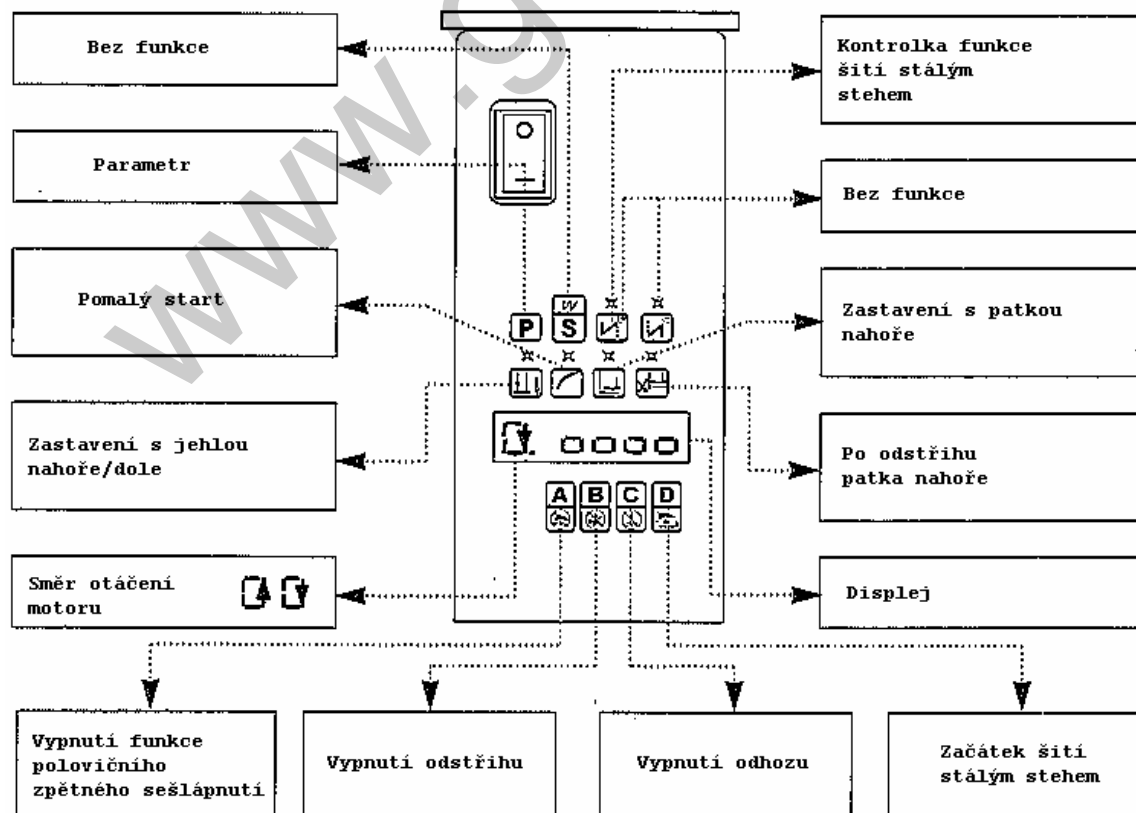 Bez funkce
Parametr
Pomalý start
Zastavení s jehlou
nahoře/dole
Směr otáčení
motoru
Kontrolka funkce
šití stálým
stehem
Bez funkce
Zastavení s patkou
nahoře
Po odstřihu
patka nahoře
Displej
P
S
A B C D
Vypnutí funkce
polovičního
zpětného sešlápnutí
Vypnutí odstřihu
Vypnutí odhozu
Začátek šití
stálým stehem
www.g